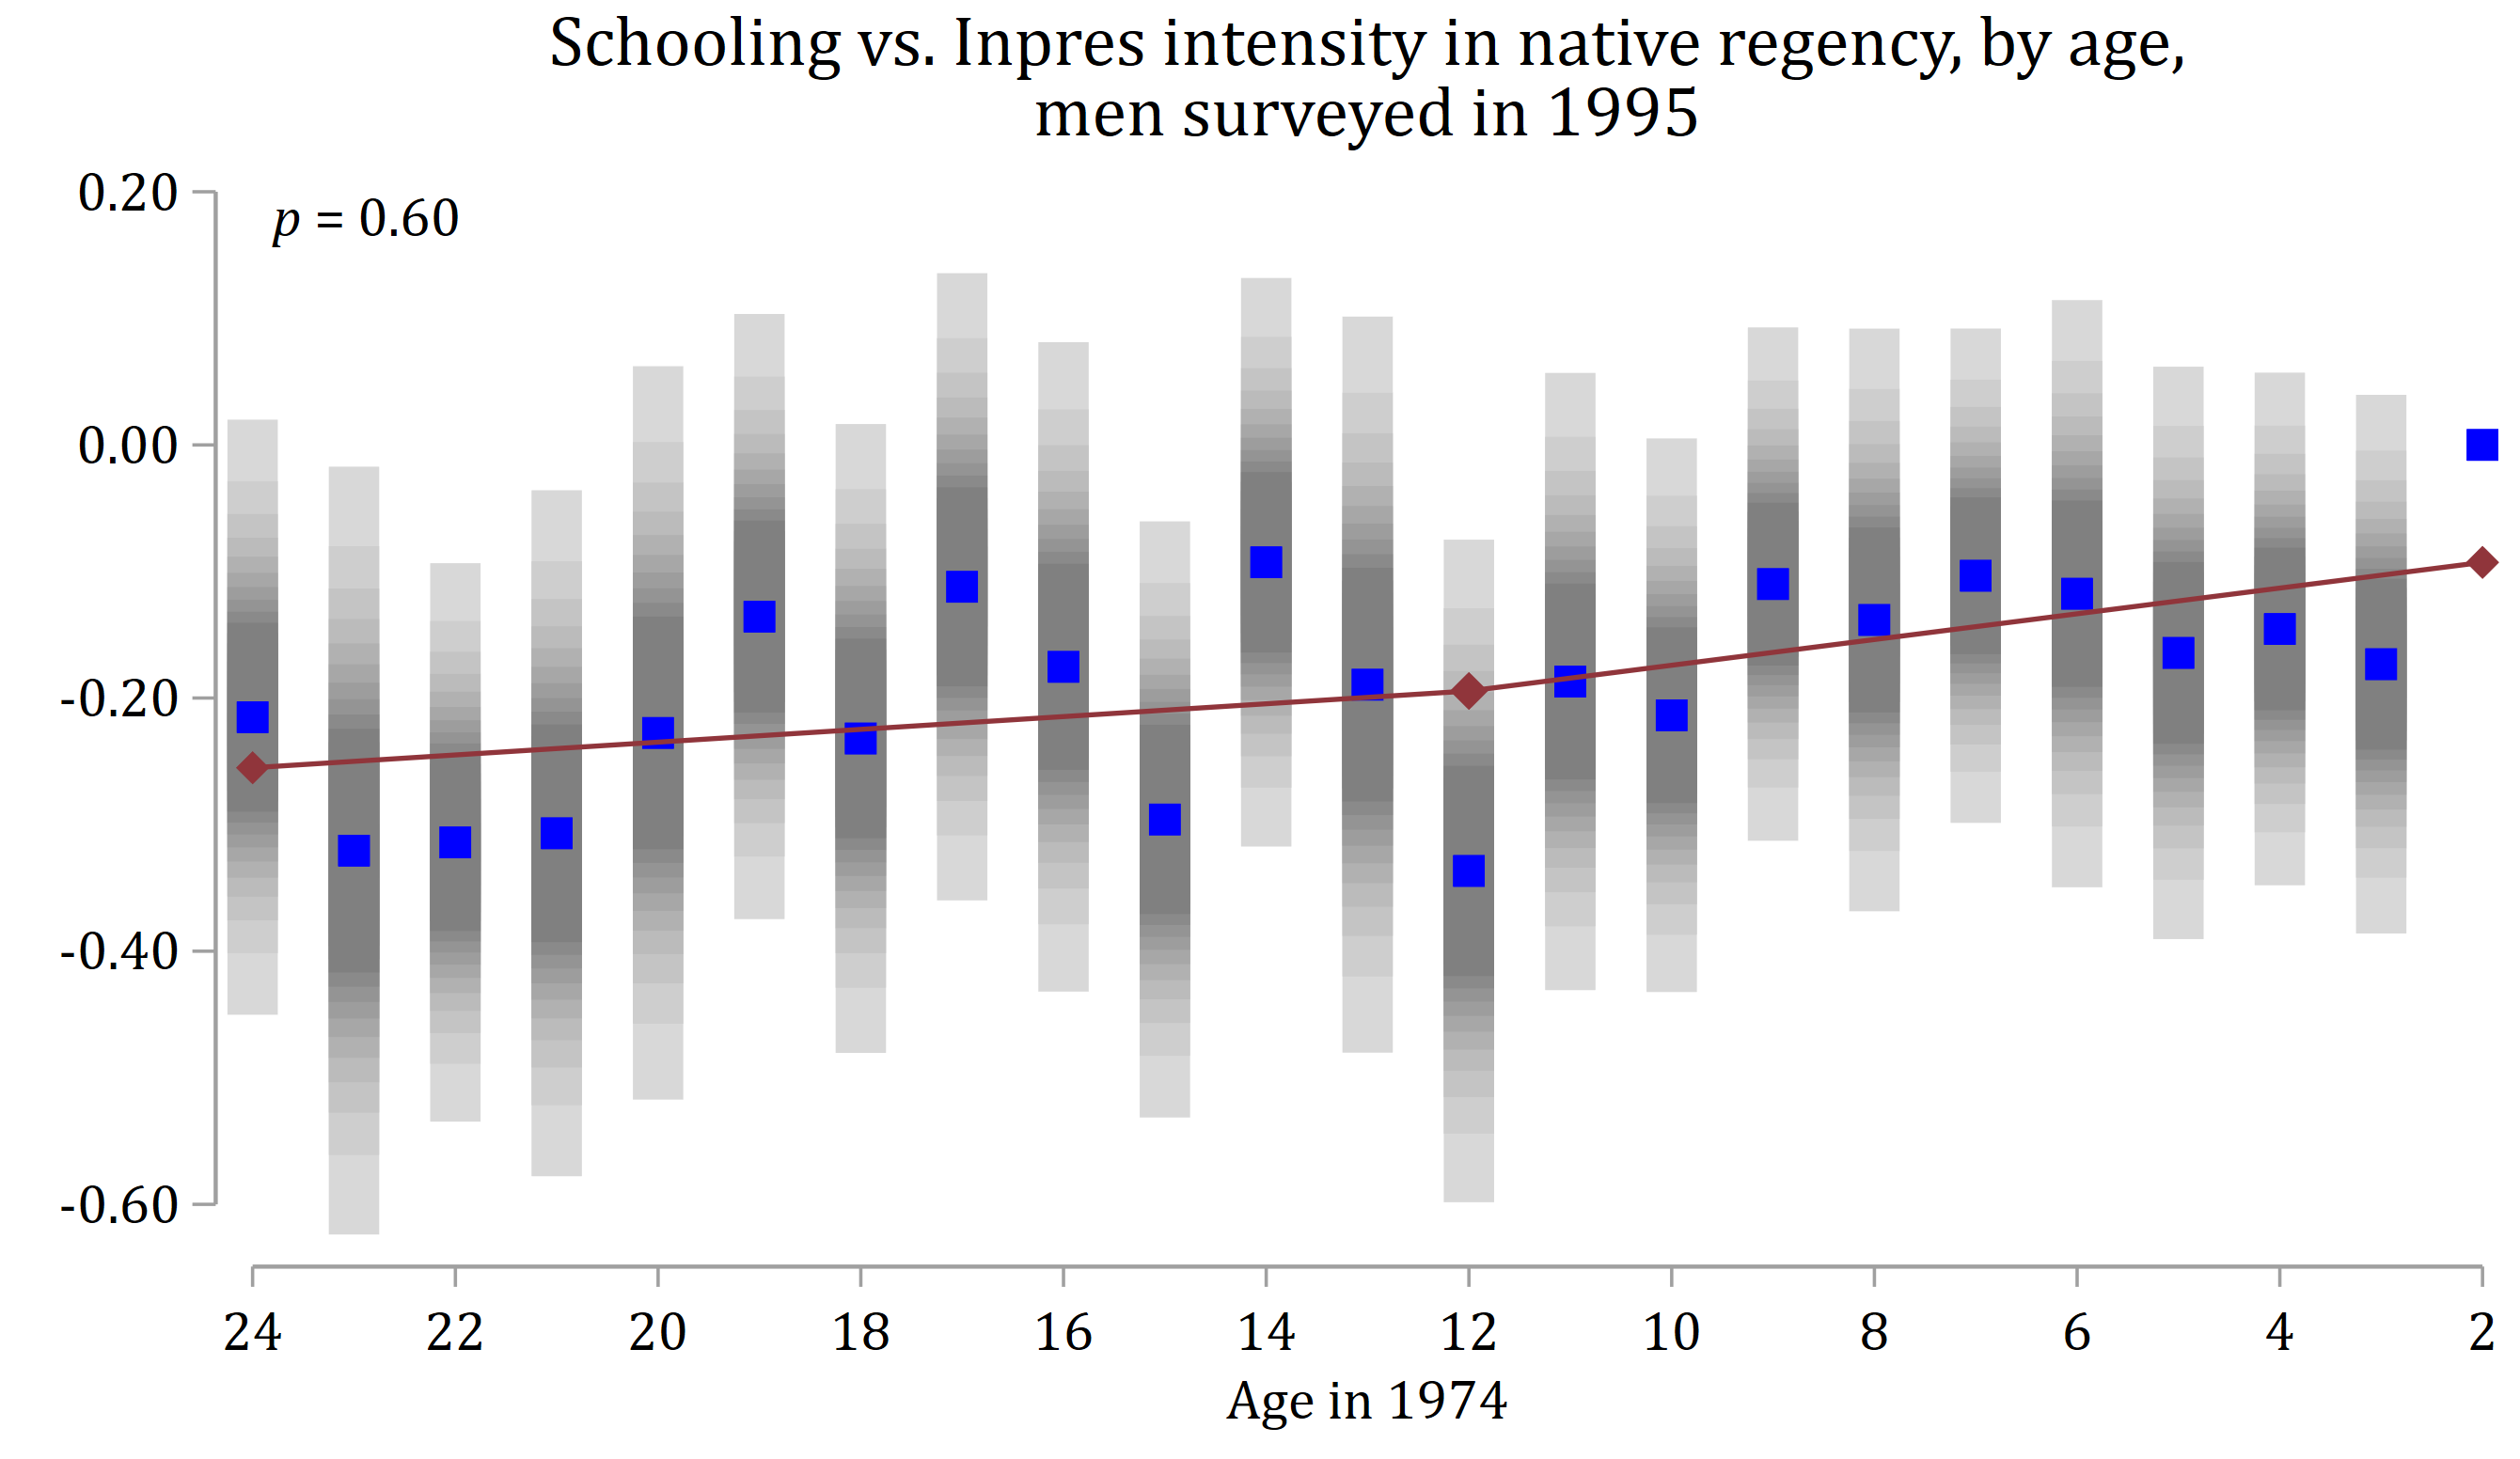 Schooling vs. Inpres intensity in native regency, by age,
men surveyed in 1995
0.20
p = 0.60
0.00
-0.20
-0.40
-0.60
24 22 20 18 16 14 12 10 8 6 4 2
Age in 1974